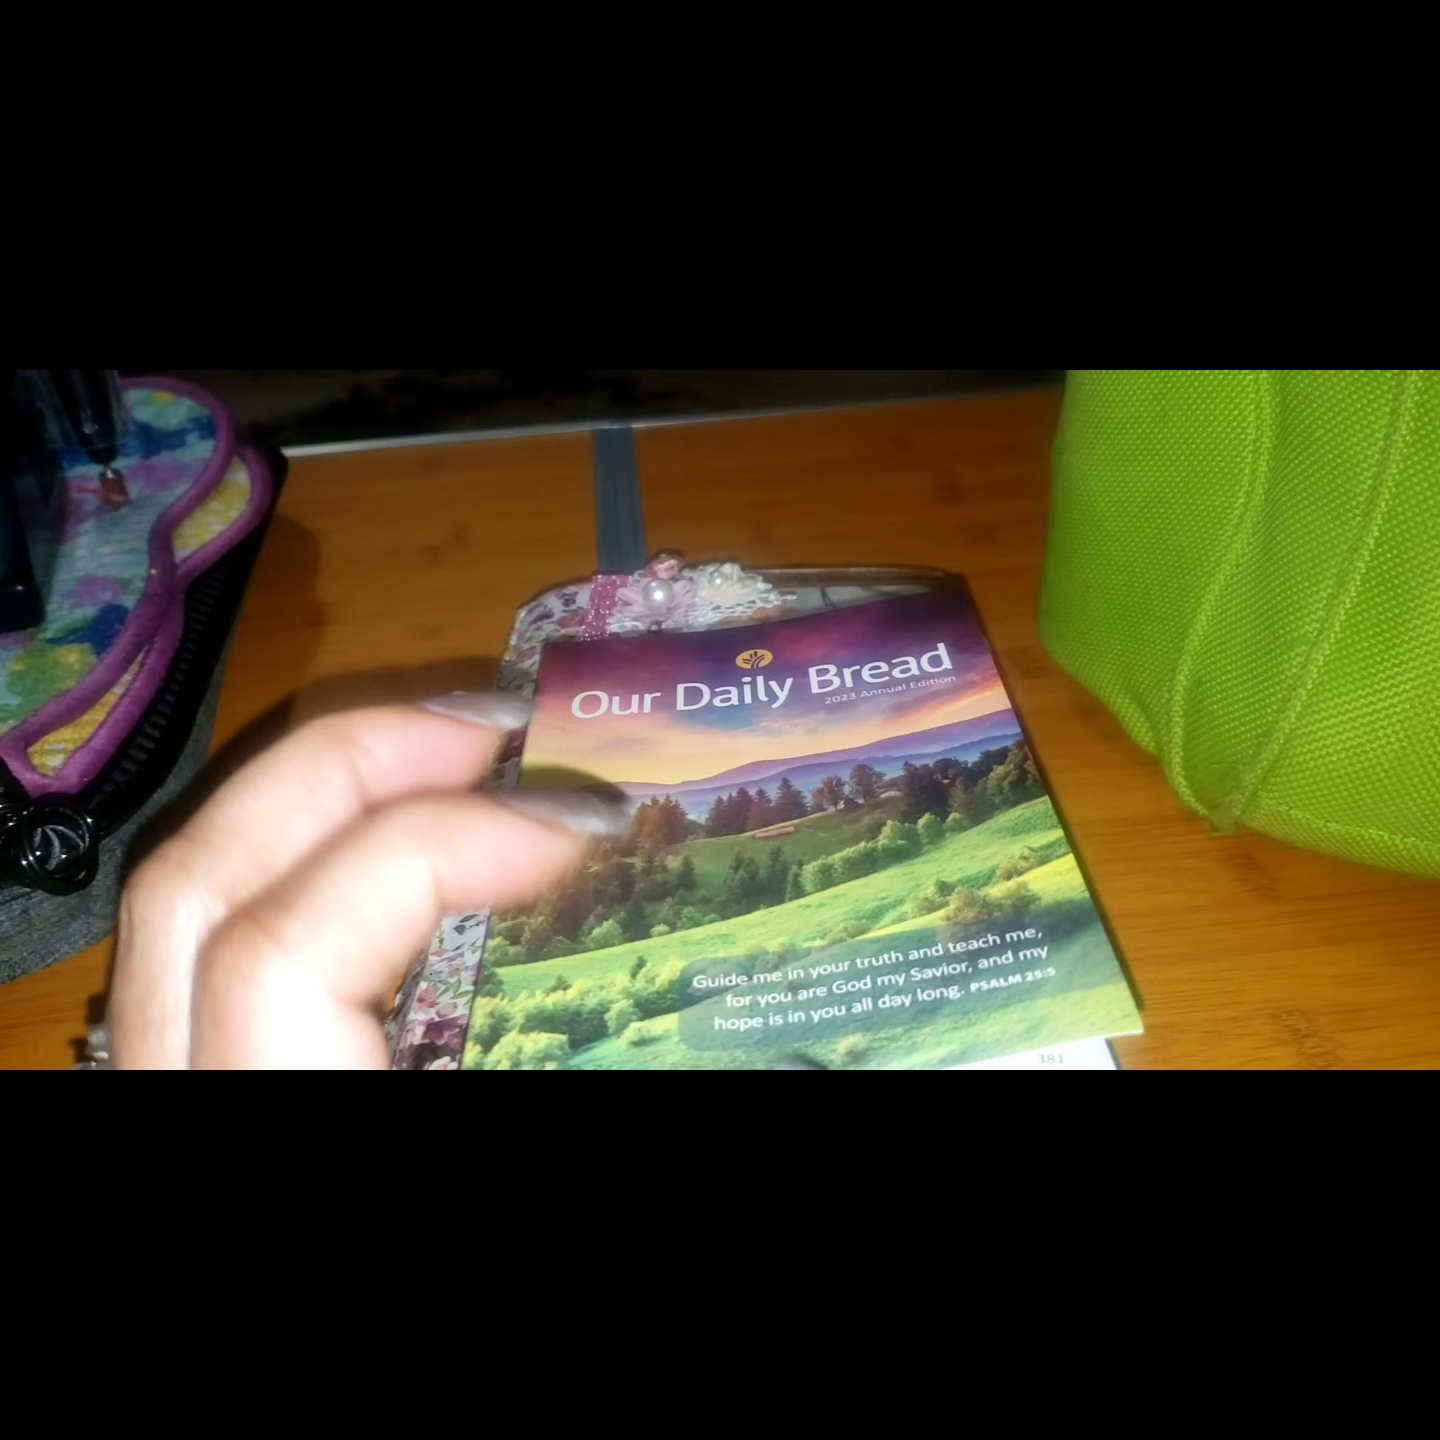 Our Daily Bread
2023 Annual Edition
Guide me in your truth and teach me,
for you are God my Savior, and my
hope is in you all day long. PSALM 25:5
381